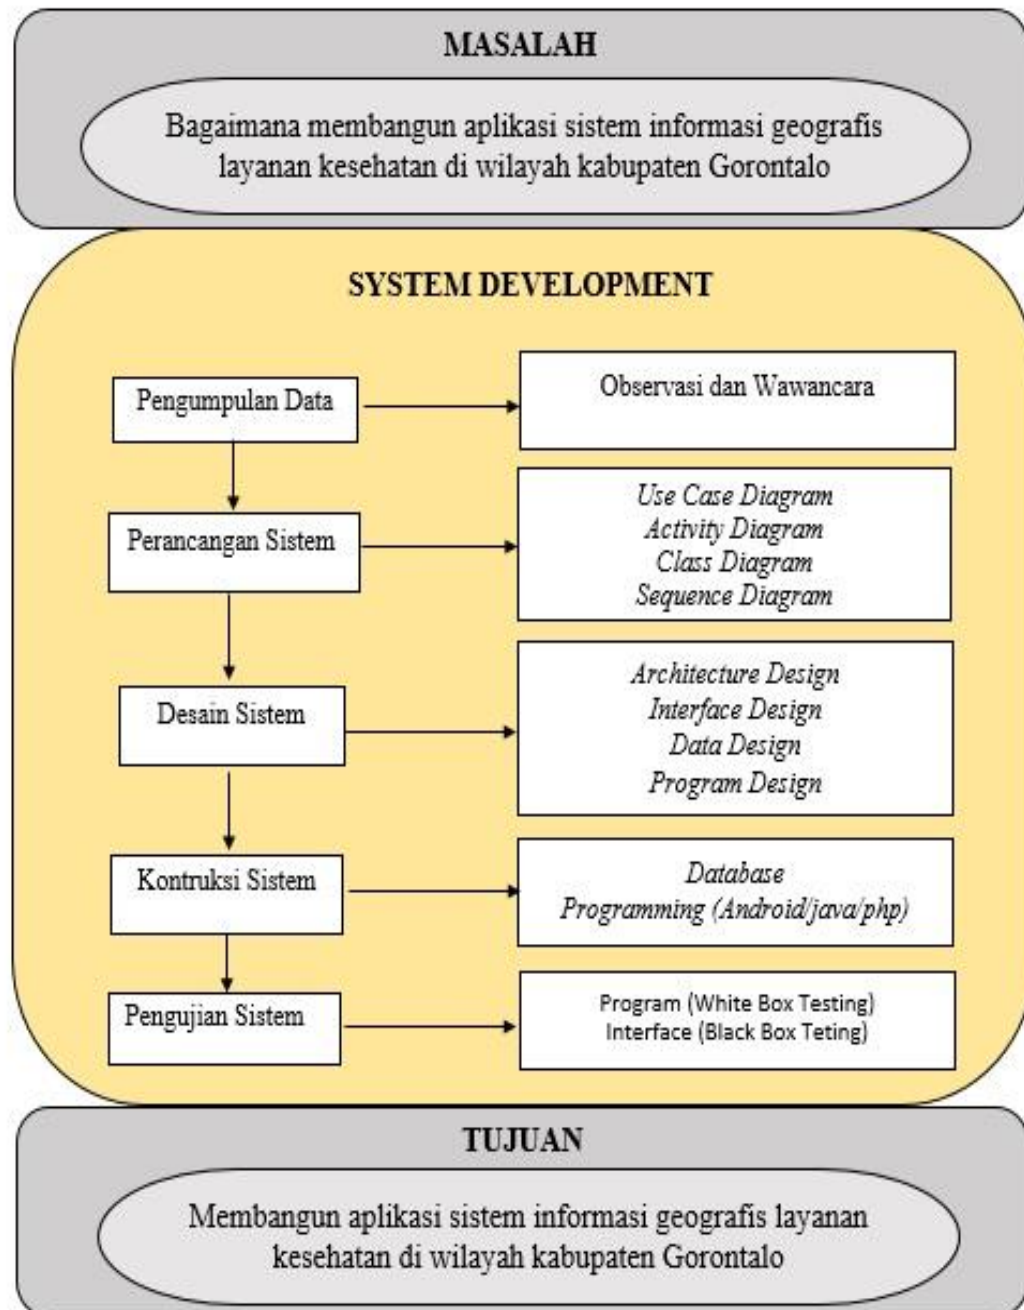 MASALAH
Bagaimana membangun aplikasi sistem informasi geografis
layanan kesehatan di wilayah kabupaten Gorontalo
SYSTEM DEVELOPMENT
Pengumpulan Data
Observasi dan Wawancara
Perancangan Sistem
Use Case Diagram
Activity Diagram
Class Diagram
Sequence Diagram
Desain Sistem
Architecture Design
Interface Design
Data Design
Program Design
Kontruksi Sistem
Database
Programming (Android/java/php)
Pengujian Sistem
Program (White Box Testing)
Interface (Black Box Teting)
TUJUAN
Membangun aplikasi sistem informasi geografis layanan
kesehatan di wilayah kabupaten Gorontalo